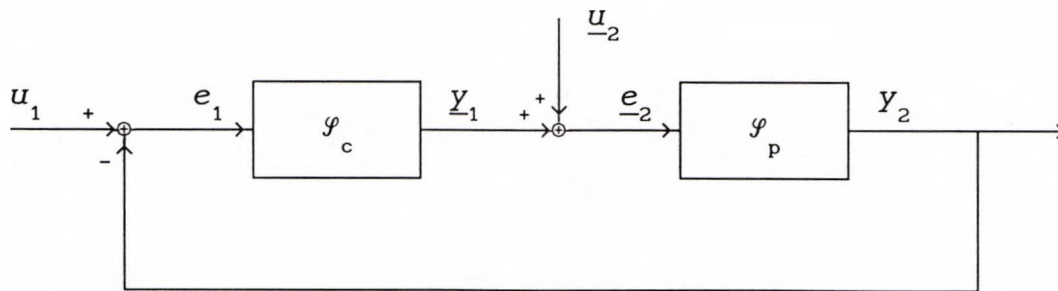 u₂
u₁
+
e₁
𝒮c
y₁
+
+
e₂
𝒮p
y₂
-